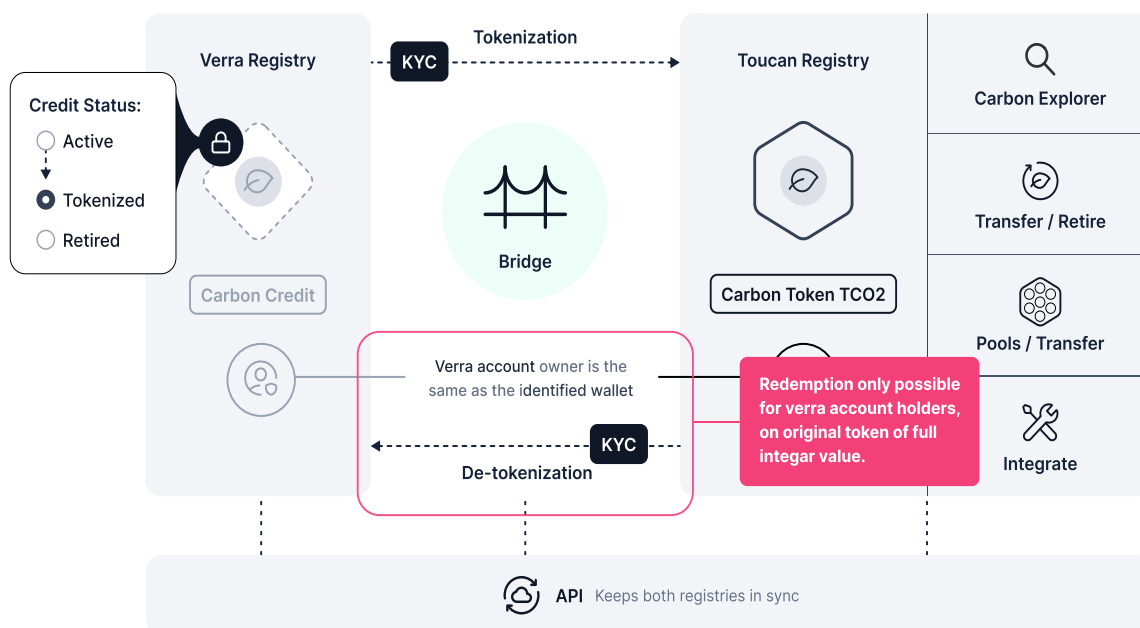 Tokenization
Verra Registry
KYC
Toucan Registry
Carbon Explorer
Credit Status:
Active
Tokenized
Retired
Transfer / Retire
Bridge
Carbon Credit
Carbon Token TCO2
Pools / Transfer
Verra account owner is the
same as the identified wallet
Redemption only possible
for verra account holders,
on original token of full
integar value.
KYC
De-tokenization
Integrate
API Keeps both registries in sync